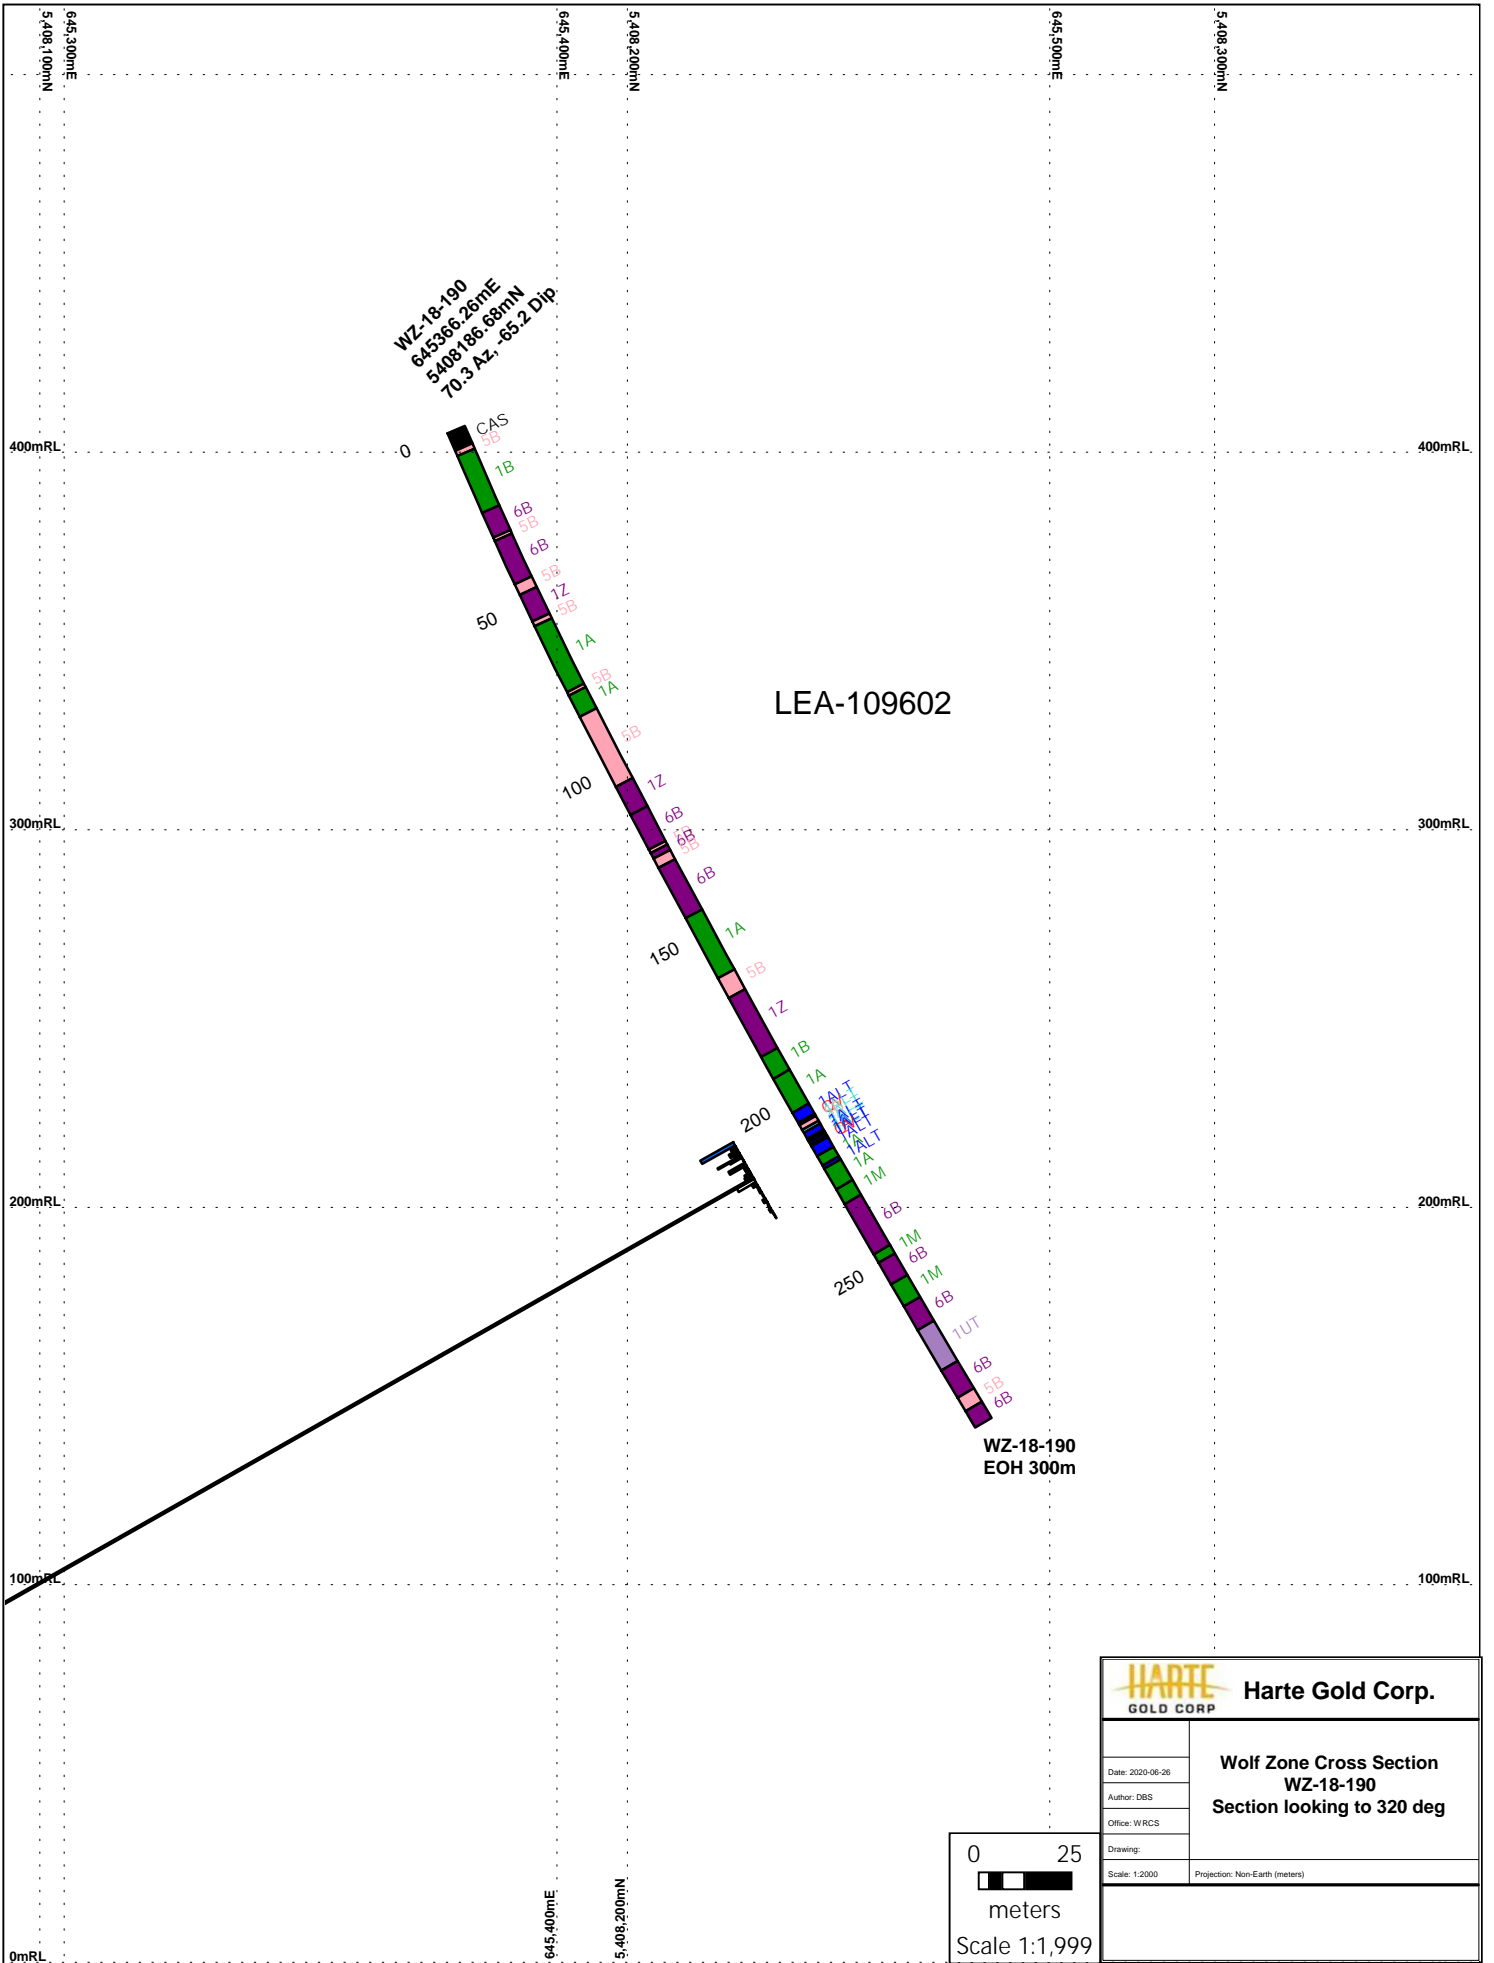 5,408,100mN
645,300mE
645,400mE
5,408,200mN
645,500mE
5,408,300mN
WZ-18-190
645366.26mE
5408186.68mN
70.3 Az, -65.2 Dip
0
CAS
5B
400mRL
400mRL
1B
6B
5B
6B
5B
1Z
5B
50
1A
5B
1A
LEA-109602
5B
100
1Z
6B
300mRL
300mRL
6B
5B
6B
1A
150
5B
1Z
1B
1A
1ALT
200
1ALT
1A
1A
1M
200mRL
200mRL
6B
1M
6B
250
1M
6B
1UT
6B
5B
6B
WZ-18-190
EOH 300m
100mRL
100mRL
HARTE
GOLD CORP
Harte Gold Corp.
Wolf Zone Cross Section
WZ-18-190
Section looking to 320 deg
Date: 2020-06-26
Author: DBS
Office: WRCS
Drawing:
Scale: 1:2000
Projection: Non-Earth (meters)
0 25
meters
Scale 1:1,999
645,400mE
5,408,200mN
0mRL